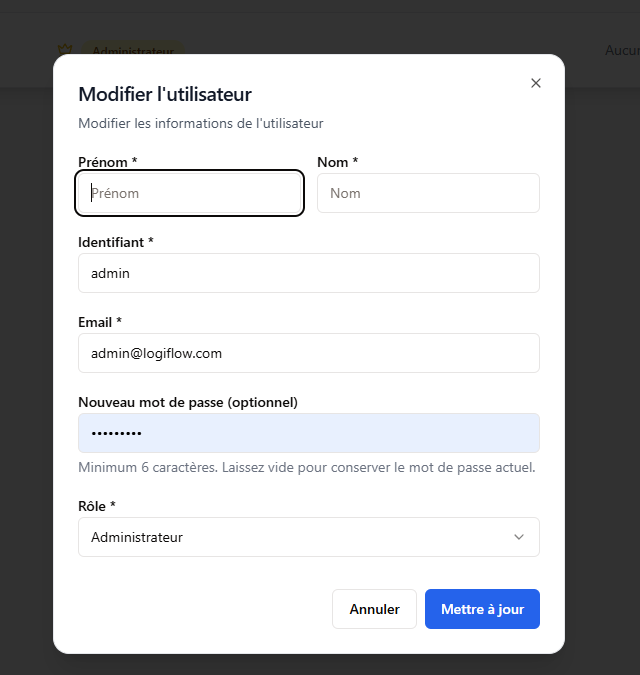 Administrateur
Aucun
Modifier l'utilisateur
Modifier les informations de l'utilisateur
Prénom * Nom *
Prénom Nom
Identifiant *
admin
Email *
admin@logiflow.com
Nouveau mot de passe (optionnel)
•••••••••
Minimum 6 caractères. Laissez vide pour conserver le mot de passe actuel.
Rôle *
Administrateur
Annuler Mettre à jour